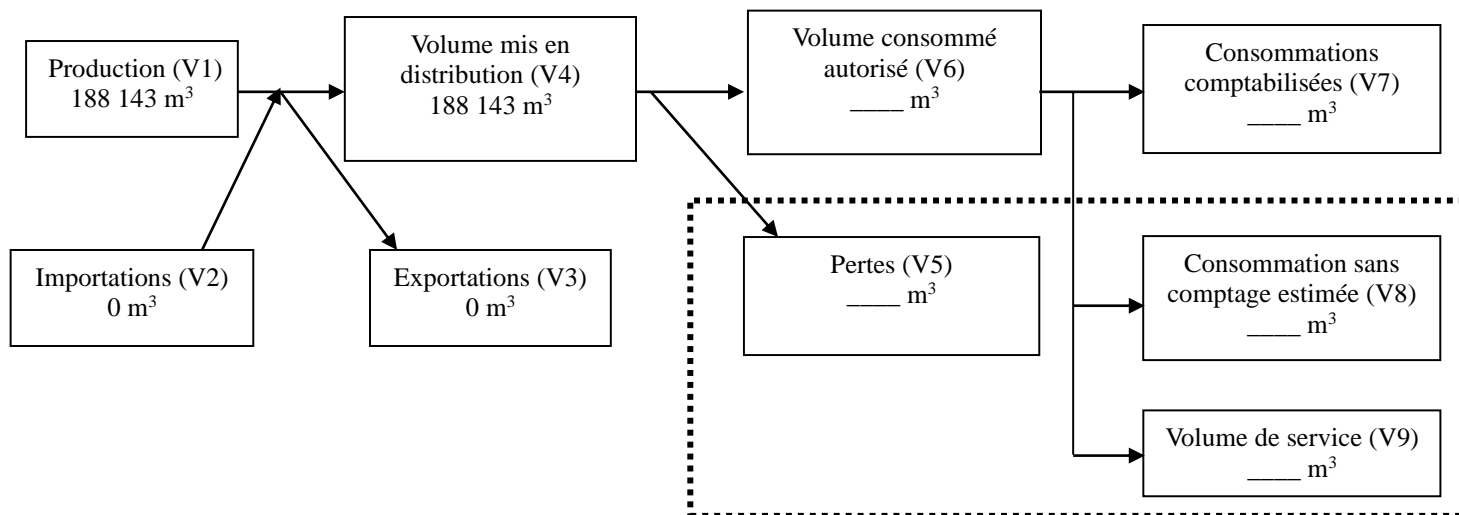 Production (V1)
188 143 m³
Volume mis en
distribution (V4)
188 143 m³
Volume consommé
autorisé (V6)
____ m³
Consommations
comptabilisées (V7)
____ m³
Importations (V2)
0 m³
Exportations (V3)
0 m³
Pertes (V5)
____ m³
Consommation sans
comptage estimée (V8)
____ m³
Volume de service (V9)
____ m³